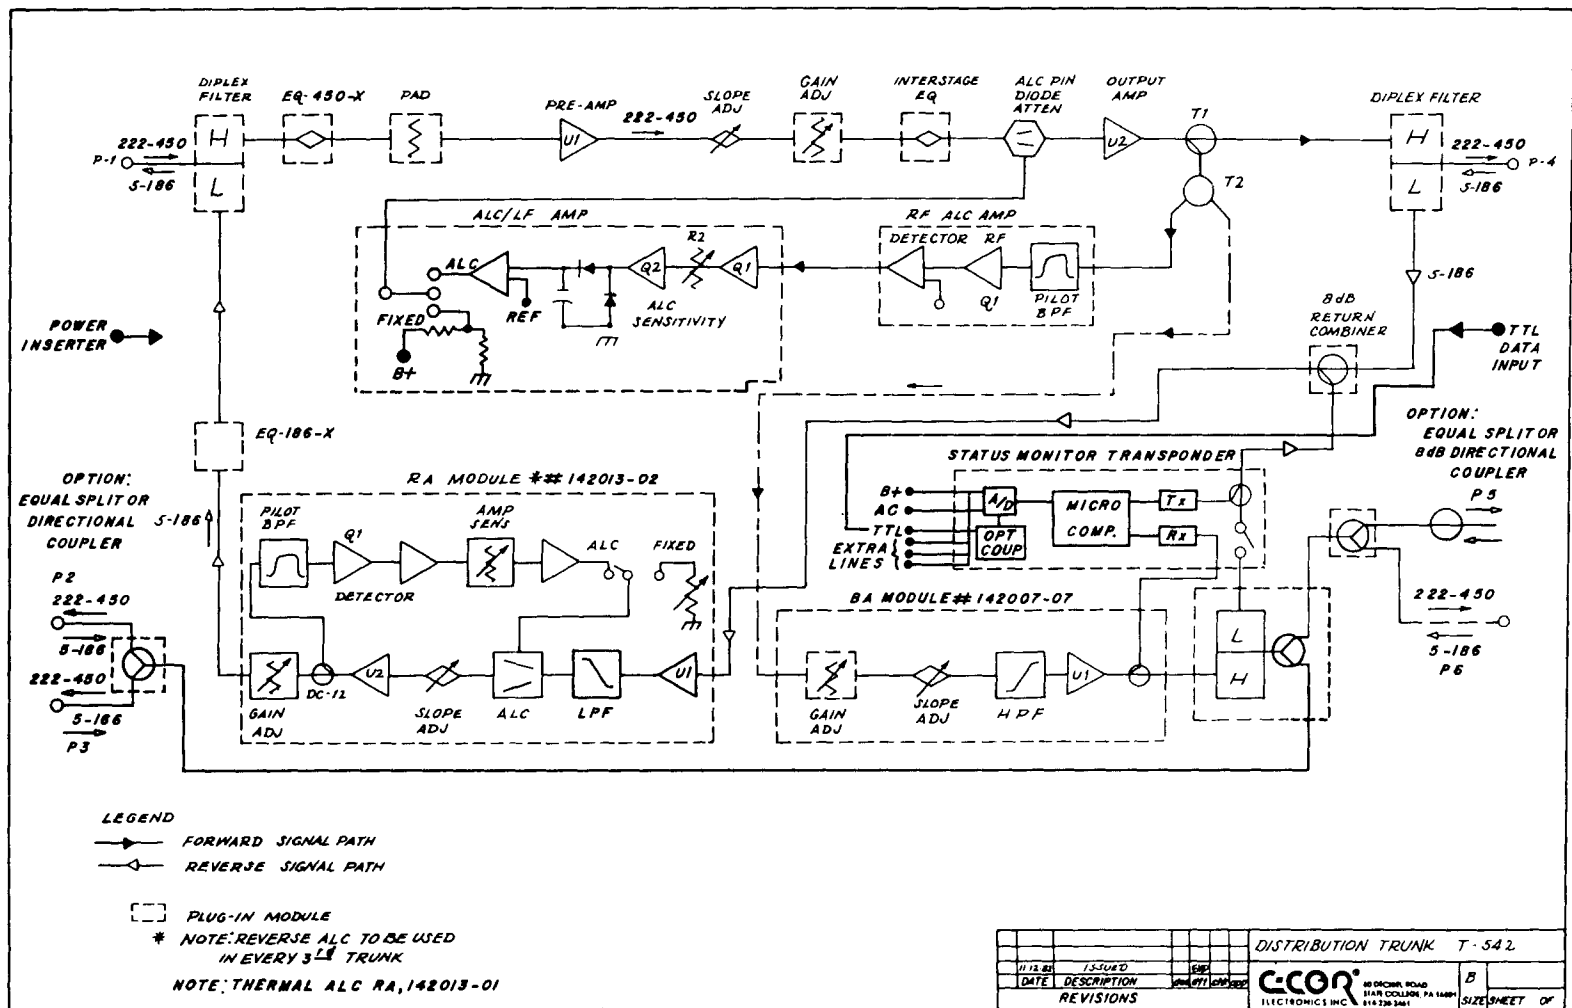 DIPLEX
FILTER
EQ-450-X
PAD
PRE-AMP
222-450
SLOPE
ADJ
GAIN
ADJ
INTERSTAGE
EQ
ALC PIN
DIODE
ATTEN
OUTPUT
AMP
T1
DIPLEX FILTER
H
L
U1
U2
H
L
222-450
P-1
5-186
222-450
P-4
5-186
T2
ALC/LF AMP
RF ALC AMP
DETECTOR
RF
R2
Q2
Q1
ALC
REF
FIXED
B+
ALC
SENSITIVITY
Q1
PILOT
BPF
5-186
8dB
RETURN
COMBINER
POWER
INSERTER
TTL
DATA
INPUT
EQ-186-X
OPTION:
EQUAL SPLIT OR
DIRECTIONAL
COUPLER
5-186
RA MODULE *# 142013-02
PILOT
BPF
Q1
AMP
SENS
ALC
FIXED
DETECTOR
GAIN
ADJ
DC-12
U2
SLOPE
ADJ
ALC
LPF
U1
STATUS MONITOR TRANSPONDER
B+
AC
TTL
EXTRA
LINES
A/D
OPT
COUP
MICRO
COMP.
Tx
Rx
OPTION:
EQUAL SPLIT OR
8dB DIRECTIONAL
COUPLER
P5
BA MODULE # 142007-07
GAIN
ADJ
SLOPE
ADJ
HPF
U1
L
H
222-450
5-186
P6
P2
222-450
5-186
222-450
5-186
P3
LEGEND
FORWARD SIGNAL PATH
REVERSE SIGNAL PATH
PLUG-IN MODULE
* NOTE: REVERSE ALC TO BE USED
IN EVERY 3rd TRUNK
NOTE: THERMAL ALC RA, 142013-01
DISTRIBUTION TRUNK T-542
ISSUED
DATE DESCRIPTION
REVISIONS
C-COR
ELECTRONICS INC
B
SIZE SHEET OF